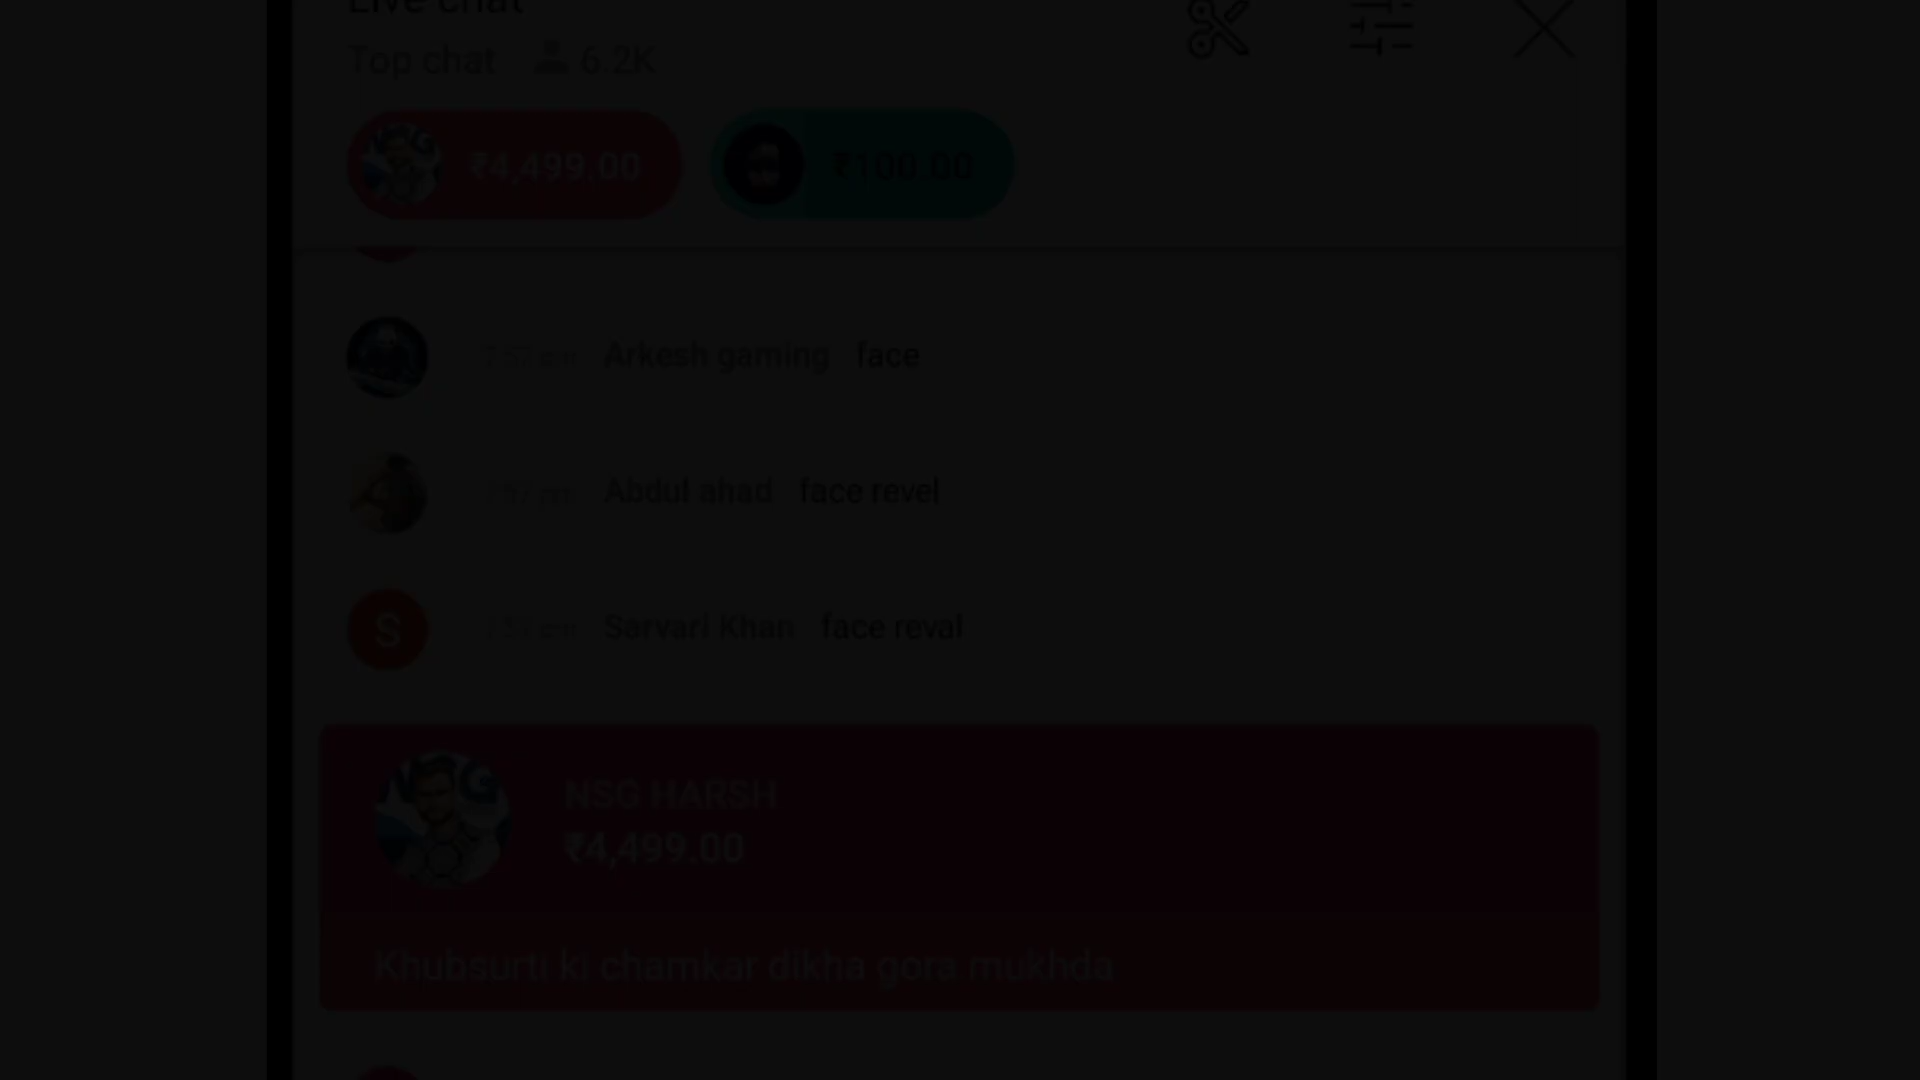 Live chat
Top chat 6.2K
₹4,499.00 ₹100.00
Arkesh gaming face
Abdul ahad face revel
S Sarvari Khan face reval
NSG HARSH
₹4,499.00
Khubsurti ki chamkar dikha gora mukhda